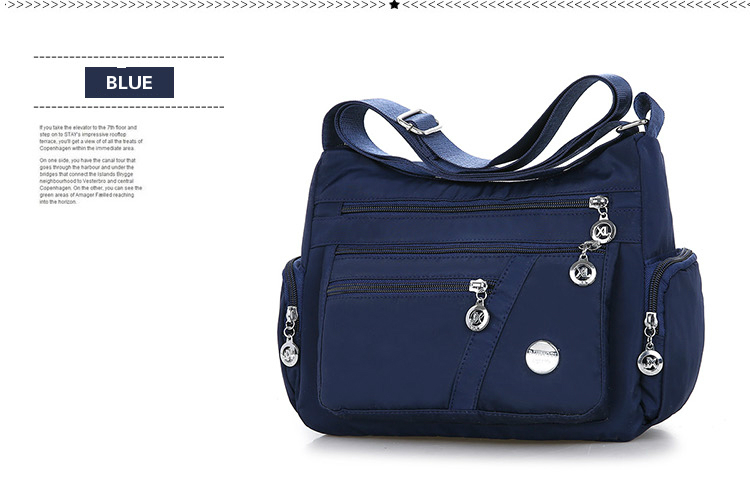 BLUE
If you take the elevator to the 7th floor and
step on to STAY's impressive rooftop
terrace, you'll get a view of of all the treats of
Copenhagen within the immediate area.
On one side, you have the canal tour that
goes through the harbour and under the
bridges that connect the Islands Brygge
neighbourhood to Vesterbro and central
Copenhagen. On the other, you can see the
green areas of Amager Fælled reaching
into the horizon.
XL
XL